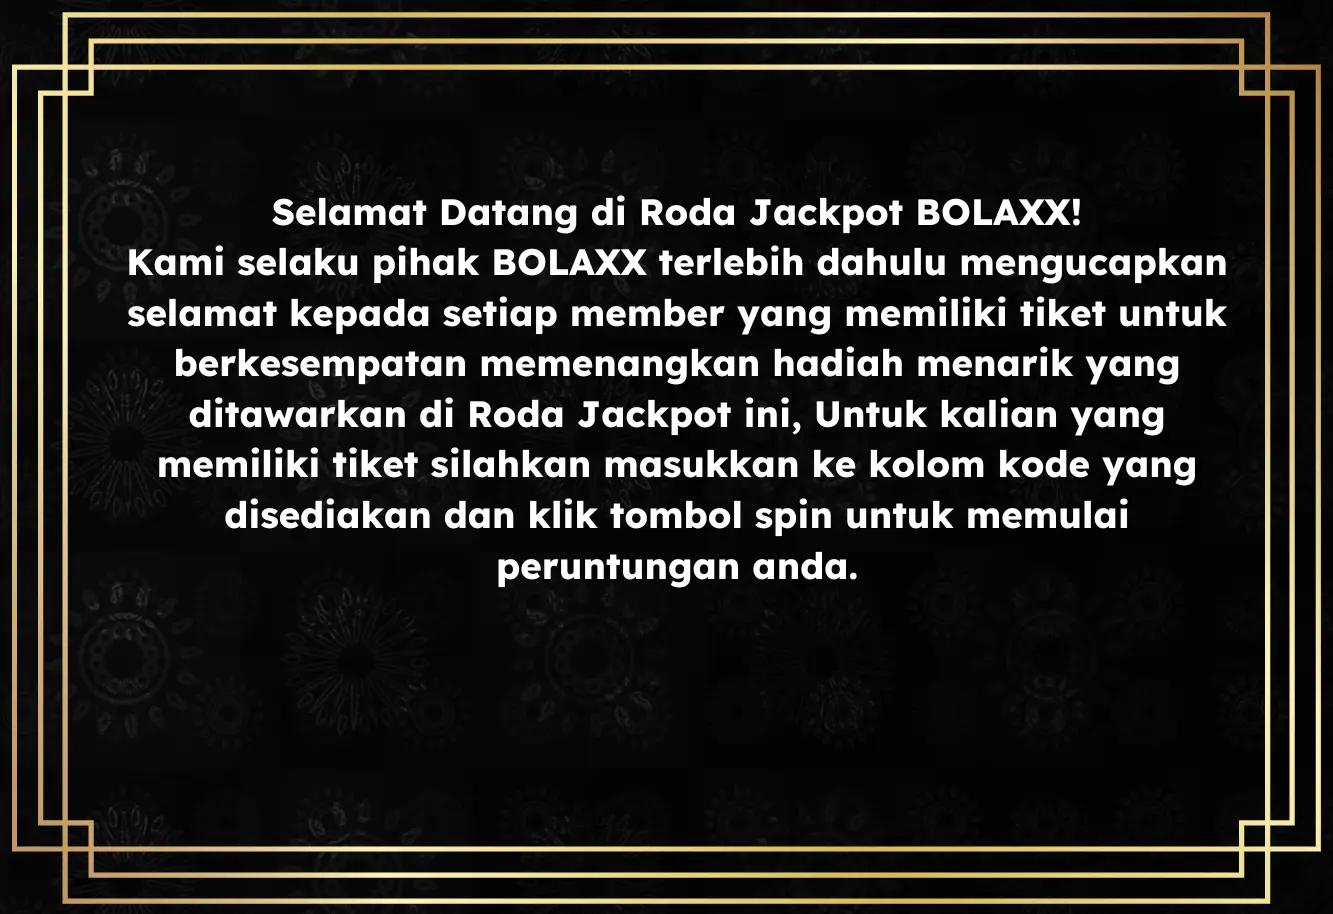 Selamat Datang di Roda Jackpot BOLAXX!
Kami selaku pihak BOLAXX terlebih dahulu mengucapkan
selamat kepada setiap member yang memiliki tiket untuk
berkesempatan memenangkan hadiah menarik yang
ditawarkan di Roda Jackpot ini, Untuk kalian yang
memiliki tiket silahkan masukkan ke kolom kode yang
disediakan dan klik tombol spin untuk memulai
peruntungan anda.